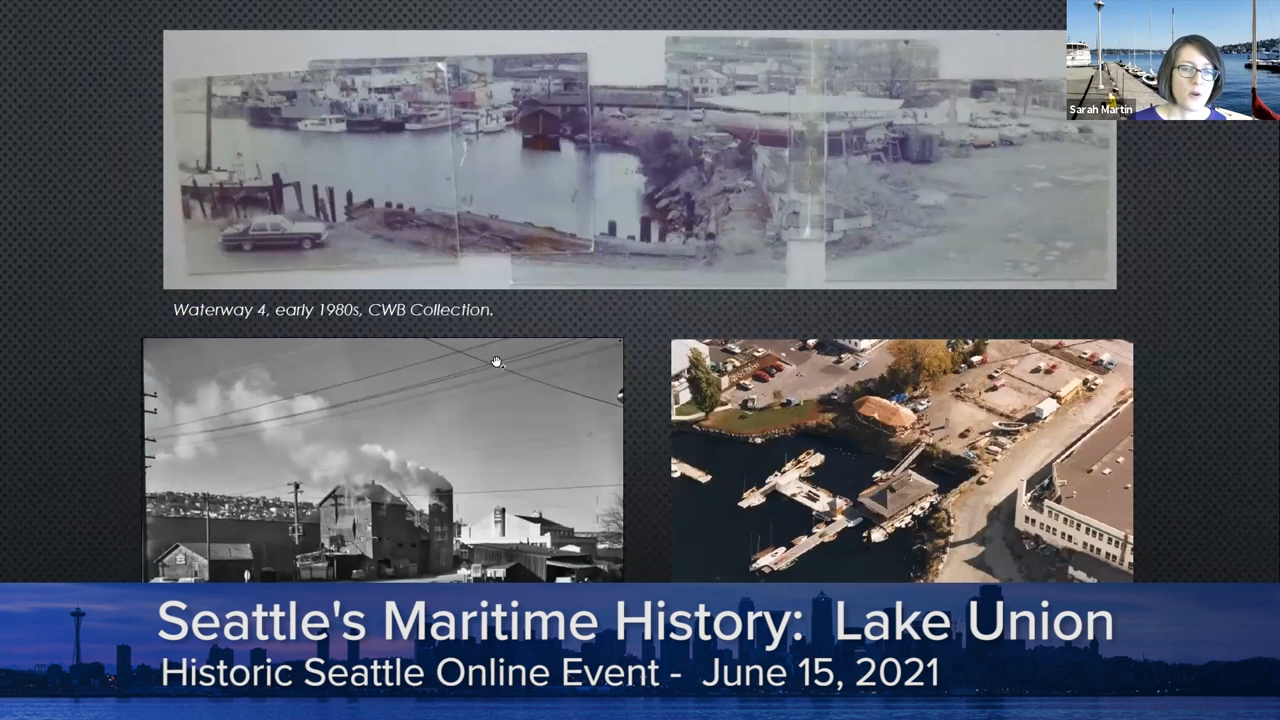 Sarah Martin
Waterway 4, early 1980s, CWB Collection.
Seattle's Maritime History: Lake Union
Historic Seattle Online Event - June 15, 2021